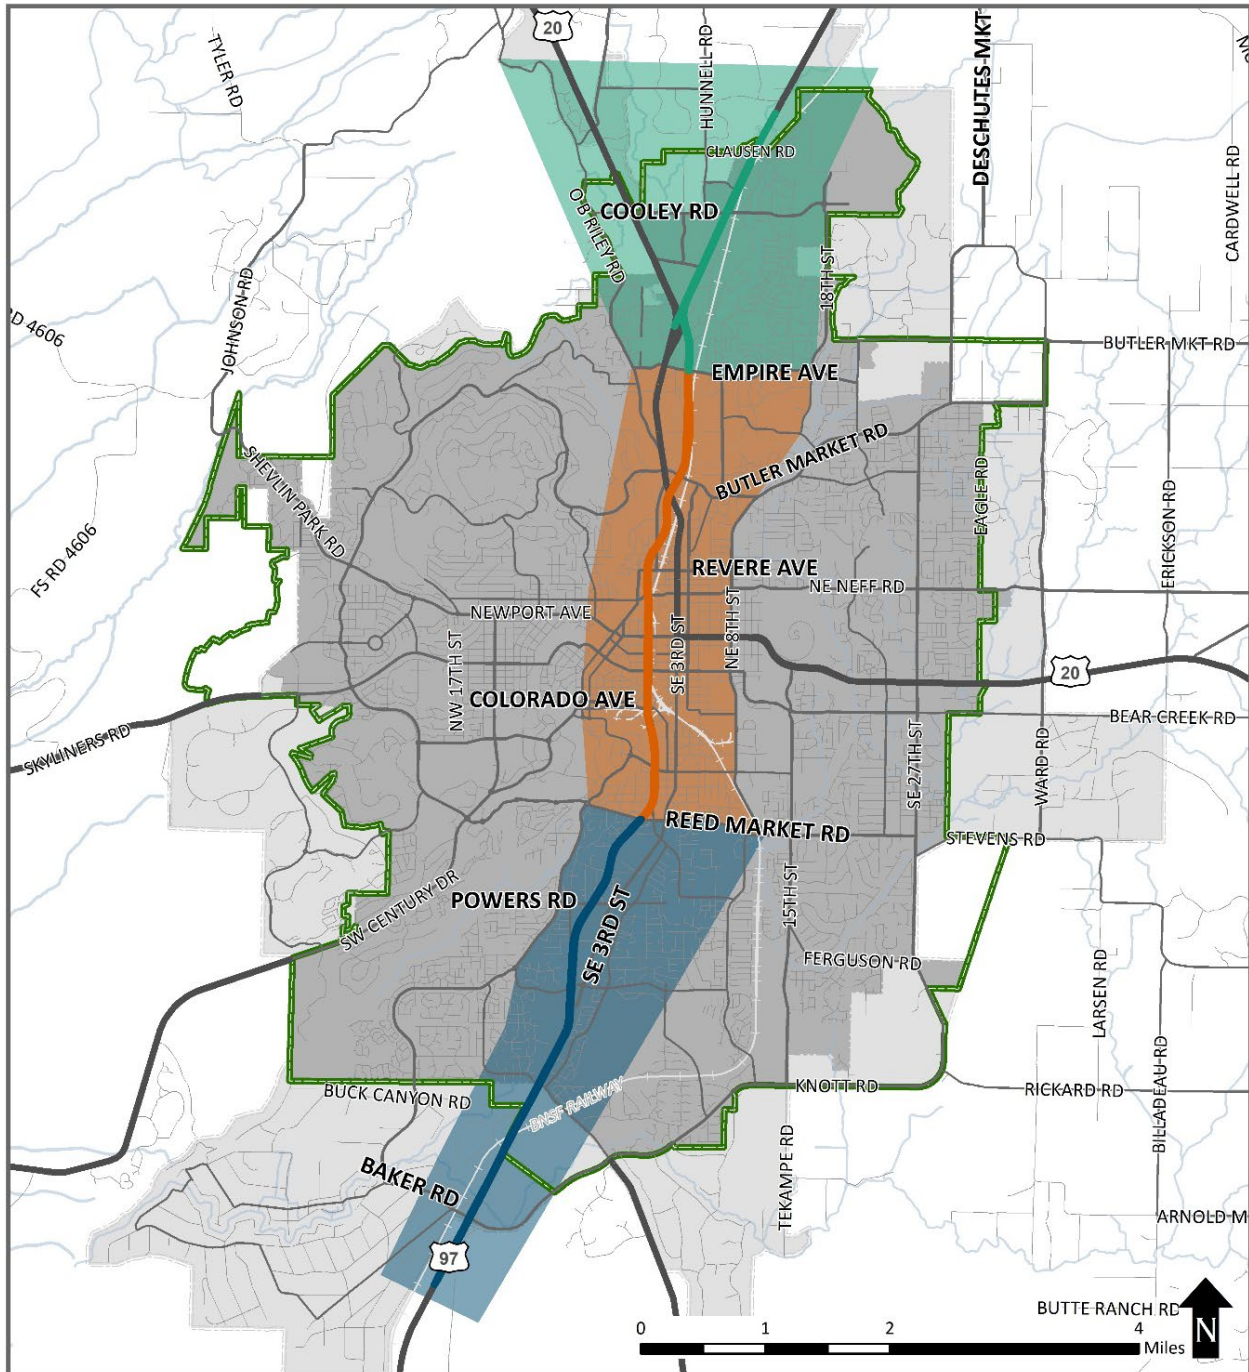 20
TYLER RD
HUNNELL RD
DESCHUTES MKT
CLAUSEN RD
COOLEY RD
O B RILEY RD
CARDWELL RD
18TH ST
JOHNSON RD
RD 4606
BUTLER MKT RD
EMPIRE AVE
BUTLER MARKET RD
SHEVLIN PARK RD
EAGLE RD
ERICKSON RD
FS RD 4606
REVERE AVE
NE NEFF RD
NEWPORT AVE
NE 8TH ST
SE 3RD ST
NW 17TH ST
20
COLORADO AVE
BEAR CREEK RD
SKYLINERS RD
SE 27TH ST
WARD RD
REED MARKET RD
STEVENS RD
SW CENTURY DR
POWERS RD
15TH ST
SE 3RD ST
FERGUSON RD
LARSEN RD
BUCK CANYON RD
KNOTT RD
RICKARD RD
BNSF RAILWAY
BILLADEAU RD
BAKER RD
TEKAMPE RD
ARNOLD M
97
BUTTE RANCH RD
N
0 1 2 4
Miles